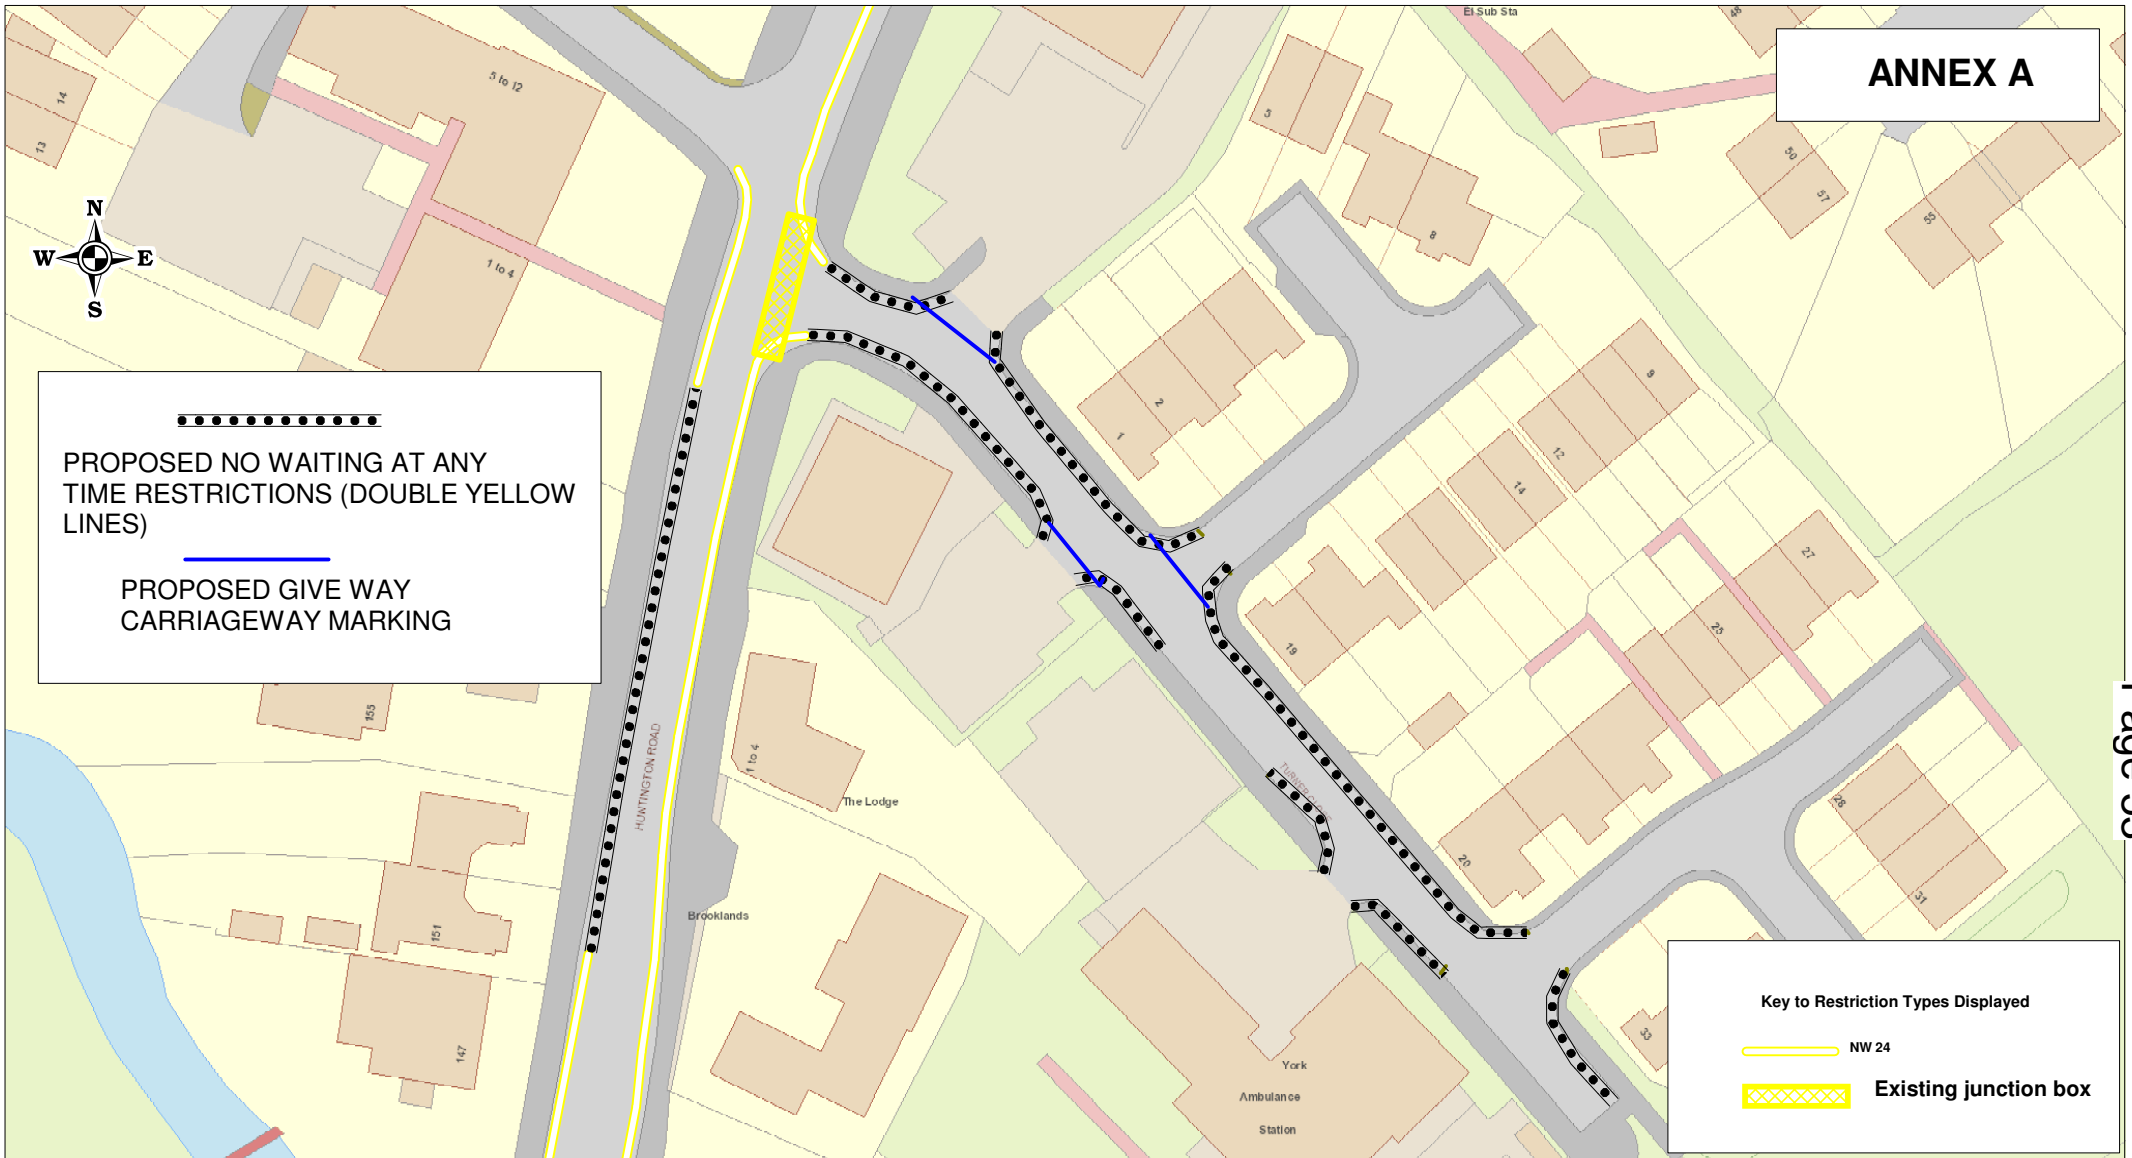 El Sub Sta
48
ANNEX A
5 to 12
14
13
3
50
57
55
8
N
W E
S
1 to 4
2
1
9
12
14
PROPOSED NO WAITING AT ANY
TIME RESTRICTIONS (DOUBLE YELLOW
LINES)
PROPOSED GIVE WAY
CARRIAGEWAY MARKING
27
25
19
155
HUNTINGTON ROAD
1 to 4
The Lodge
TURNER CLOSE
28
20
31
Brooklands
151
147
33
York
Ambulance
Station
Key to Restriction Types Displayed
NW 24
Existing junction box